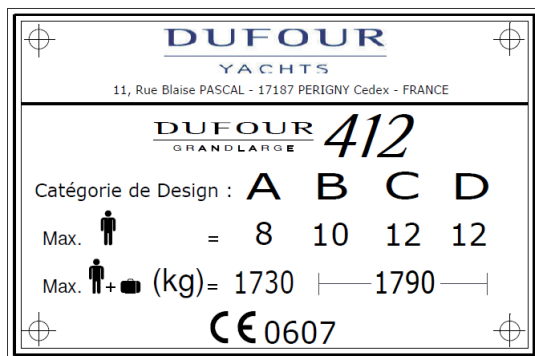 DUFOUR
YACHTS
11, Rue Blaise PASCAL - 17187 PERIGNY Cedex - FRANCE
DUFOUR 412
GRANDLARGE
Catégorie de Design : A B C D
Max. = 8 10 12 12
Max. + (kg)= 1730 1790
CE 0607